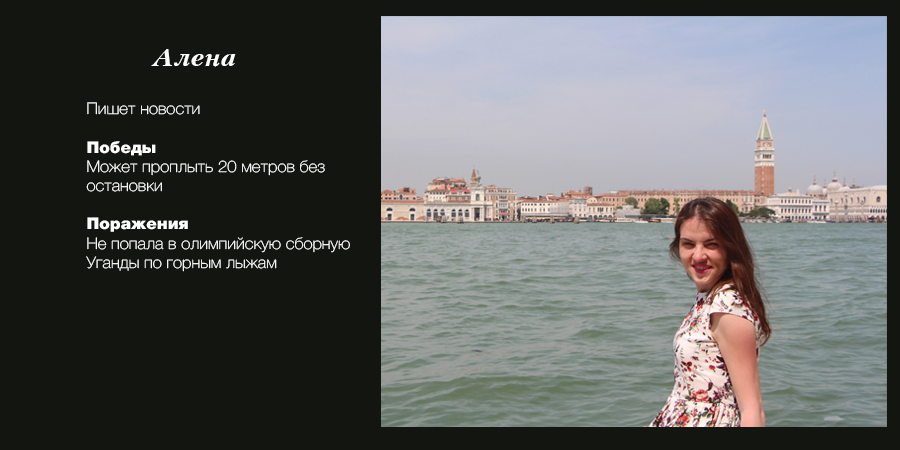 Алена
Пишет новости
Победы
Может проплыть 20 метров без
остановки
Поражения
Не попала в олимпийскую сборную
Уганды по горным лыжам